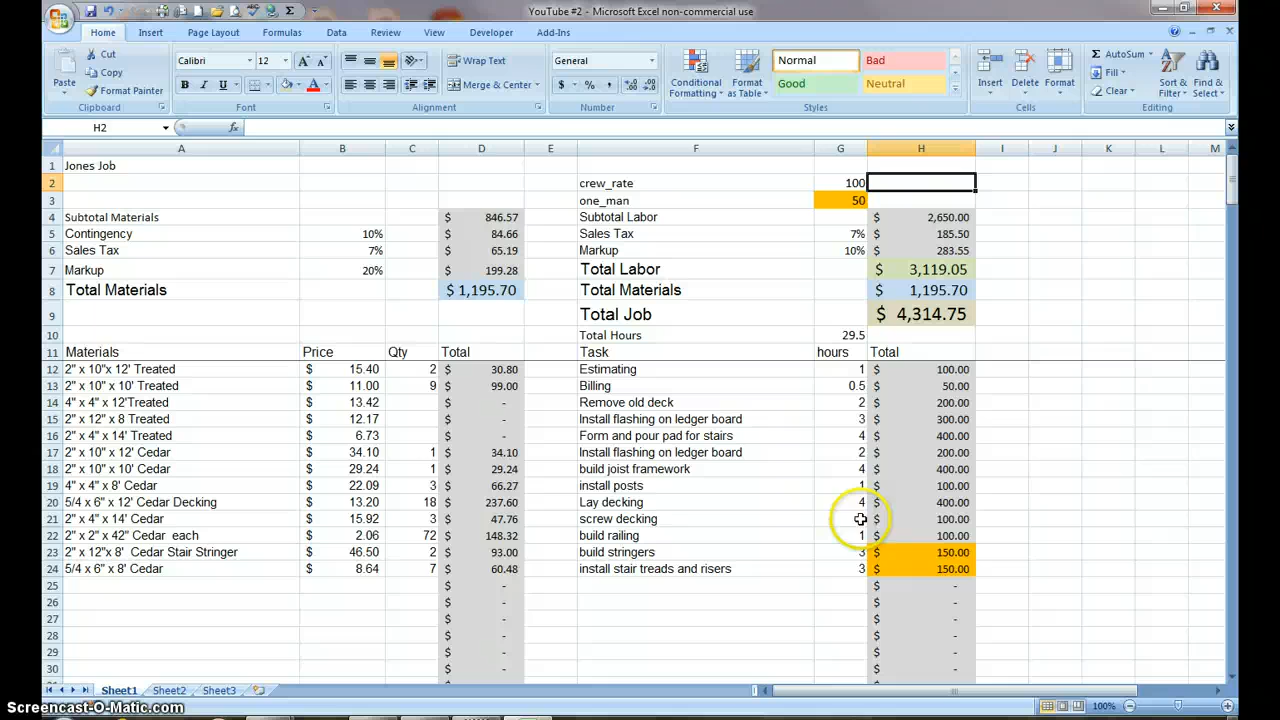 YouTube #2 - Microsoft Excel non-commercial use
Home Insert Page Layout Formulas Data Review View Developer Add-Ins
Cut
Copy
Format Painter
Paste
Clipboard
Calibri 12
B I U
Font
Wrap Text
Merge & Center
Alignment
General
$ % ,
Number
Conditional Formatting
Format as Table
Normal Bad
Good Neutral
Styles
Insert Delete Format
Cells
AutoSum
Fill
Clear
Sort & Filter
Find & Select
Editing
H2 fx
A B C D E F G H I J K L M
1 Jones Job
2 crew_rate 100
3 one_man 50
4 Subtotal Materials $ 846.57 Subtotal Labor $ 2,650.00
5 Contingency 10% $ 84.66 Sales Tax 7% $ 185.50
6 Sales Tax 7% $ 65.19 Markup 10% $ 283.55
7 Markup 20% $ 199.28 Total Labor $ 3,119.05
8 Total Materials $ 1,195.70 Total Materials $ 1,195.70
9 Total Job $ 4,314.75
10 Total Hours 29.5
11 Materials Price Qty Total Task hours Total
12 2" x 10"x 12' Treated $ 15.40 2 $ 30.80 Estimating 1 $ 100.00
13 2" x 10" x 10' Treated $ 11.00 9 $ 99.00 Billing 0.5 $ 50.00
14 4" x 4" x 12'Treated $ 13.42 $ - Remove old deck 2 $ 200.00
15 2" x 12" x 8 Treated $ 12.17 $ - Install flashing on ledger board 3 $ 300.00
16 2" x 4" x 14' Treated $ 6.73 $ - Form and pour pad for stairs 4 $ 400.00
17 2" x 10" x 12' Cedar $ 34.10 1 $ 34.10 Install flashing on ledger board 2 $ 200.00
18 2" x 10" x 10' Cedar $ 29.24 1 $ 29.24 build joist framework 4 $ 400.00
19 4" x 4" x 8' Cedar $ 22.09 3 $ 66.27 install posts 1 $ 100.00
20 5/4 x 6" x 12' Cedar Decking $ 13.20 18 $ 237.60 Lay decking 4 $ 400.00
21 2" x 4" x 14' Cedar $ 15.92 3 $ 47.76 screw decking $ 100.00
22 2" x 2" x 42" Cedar each $ 2.06 72 $ 148.32 build railing 1 $ 100.00
23 2" x 12"x 8' Cedar Stair Stringer $ 46.50 2 $ 93.00 build stringers 3 $ 150.00
24 5/4 x 6" x 8' Cedar $ 8.64 7 $ 60.48 install stair treads and risers 3 $ 150.00
25 $ - $ -
26 $ - $ -
27 $ - $ -
28 $ - $ -
29 $ - $ -
30 $ - $ -
Sheet1 Sheet2 Sheet3
100%
Screencast-O-Matic.com